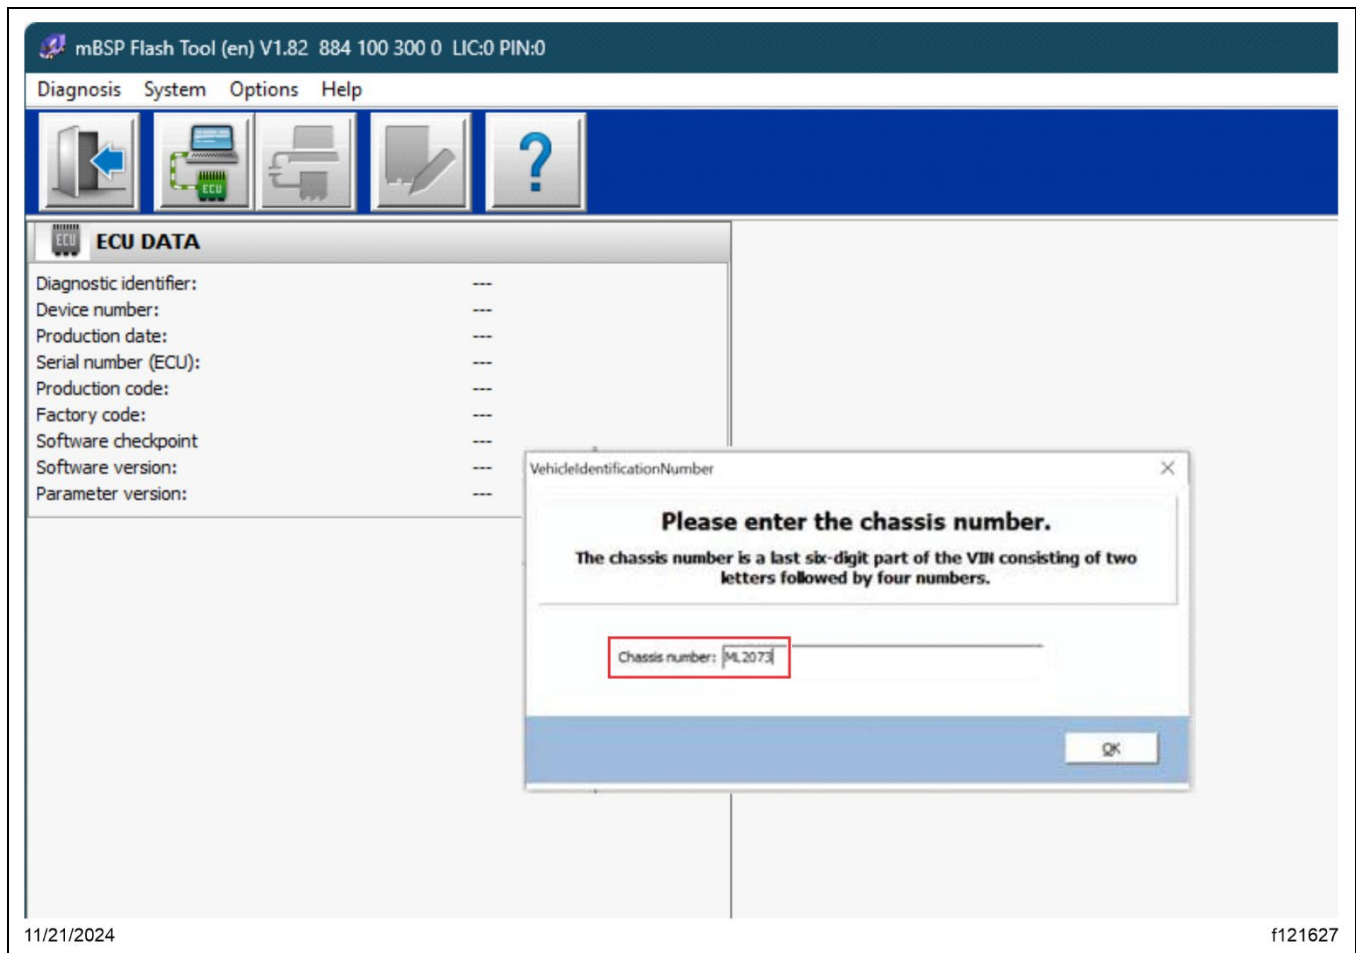 mBSP Flash Tool (en) V1.82 884 100 300 0 LIC:0 PIN:0
Diagnosis System Options Help
ECU
?
ECU ECU DATA
Diagnostic identifier: ---
Device number: ---
Production date: ---
Serial number (ECU): ---
Production code: ---
Factory code: ---
Software checkpoint ---
Software version: ---
Parameter version: ---
VehicleIdentificationNumber
Please enter the chassis number.
The chassis number is a last six-digit part of the VIN consisting of two
letters followed by four numbers.
Chassis number: ML2073
OK
11/21/2024 f121627